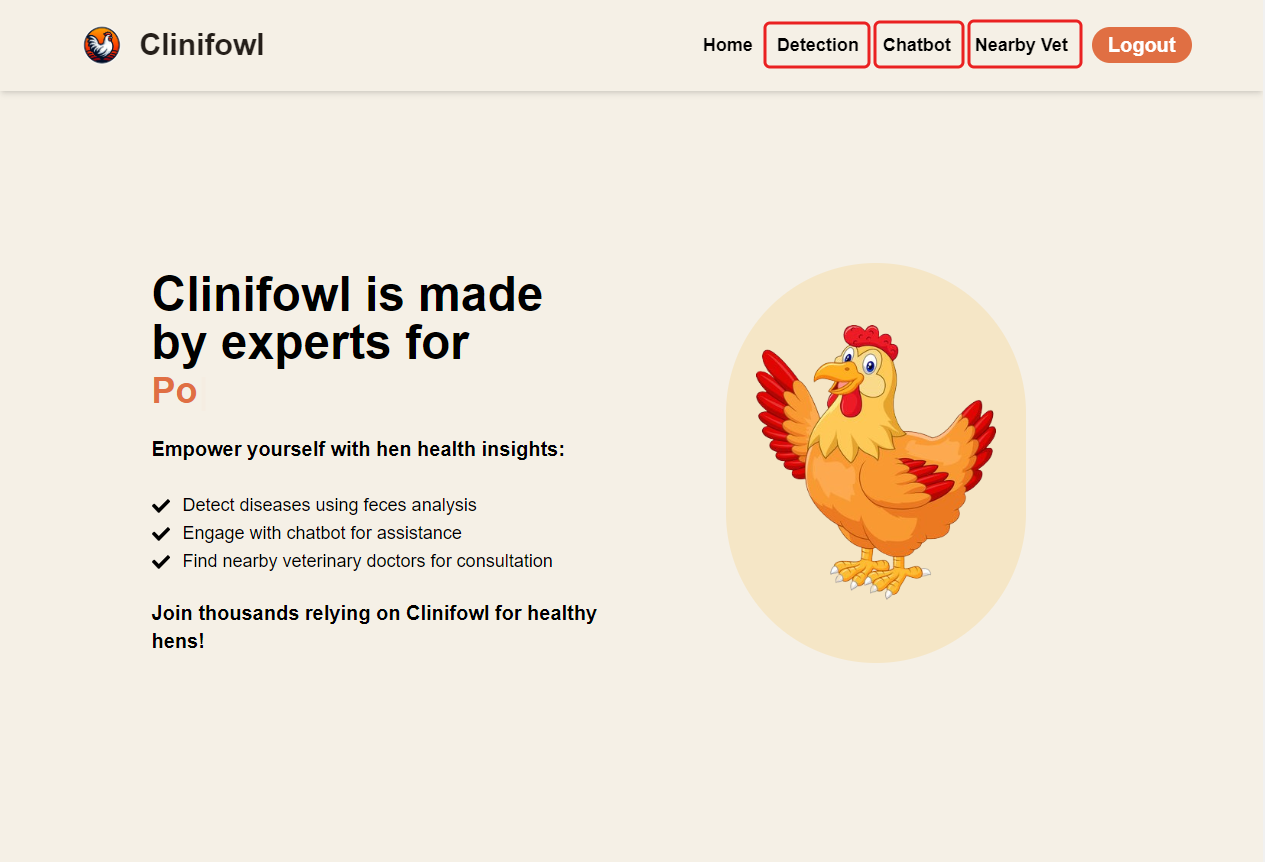 Clinifowl
Home Detection Chatbot Nearby Vet Logout
Clinifowl is made
by experts for
Po
Empower yourself with hen health insights:
Detect diseases using feces analysis
Engage with chatbot for assistance
Find nearby veterinary doctors for consultation
Join thousands relying on Clinifowl for healthy
hens!